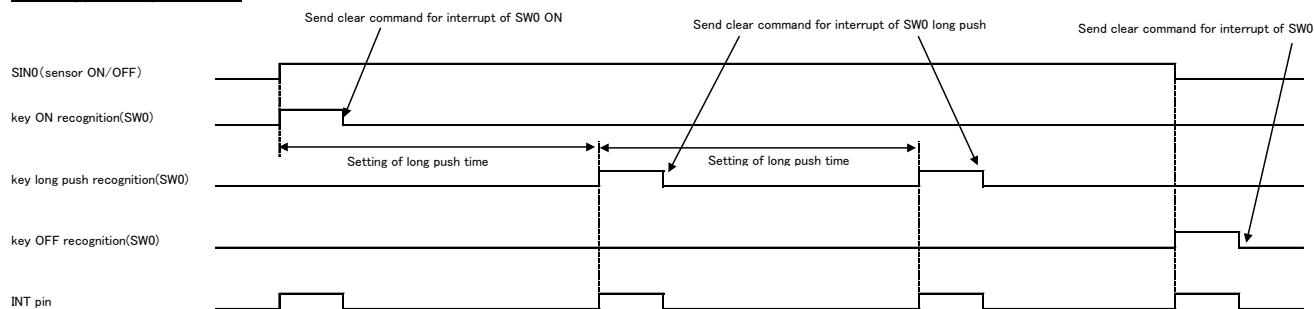 Send clear command for interrupt of SW0 ON
Send clear command for interrupt of SW0 long push
Send clear command for interrupt of SW0
SIN0(sensor ON/OFF)
key ON recognition(SW0)
Setting of long push time
Setting of long push time
key long push recognition(SW0)
key OFF recognition(SW0)
INT pin